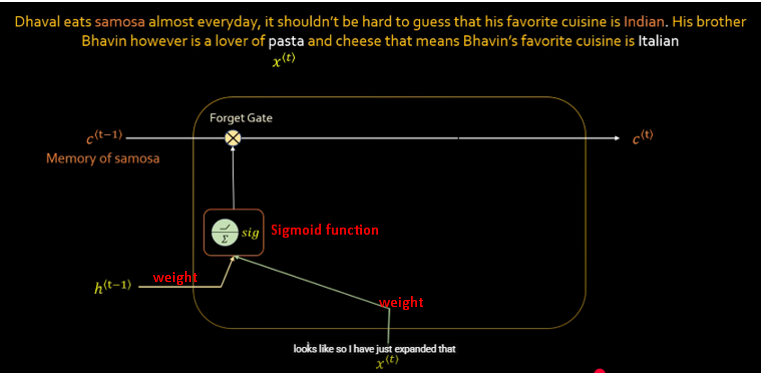 Dhaval eats samosa almost everyday, it shouldn't be hard to guess that his favorite cuisine is Indian. His brother
Bhavin however is a lover of pasta and cheese that means Bhavin's favorite cuisine is Italian
x⟨t⟩
Forget Gate
c⟨t−1⟩
c⟨t⟩
Memory of samosa
Σ sig
Sigmoid function
weight
h⟨t−1⟩
weight
looks like so I have just expanded that
x⟨t⟩